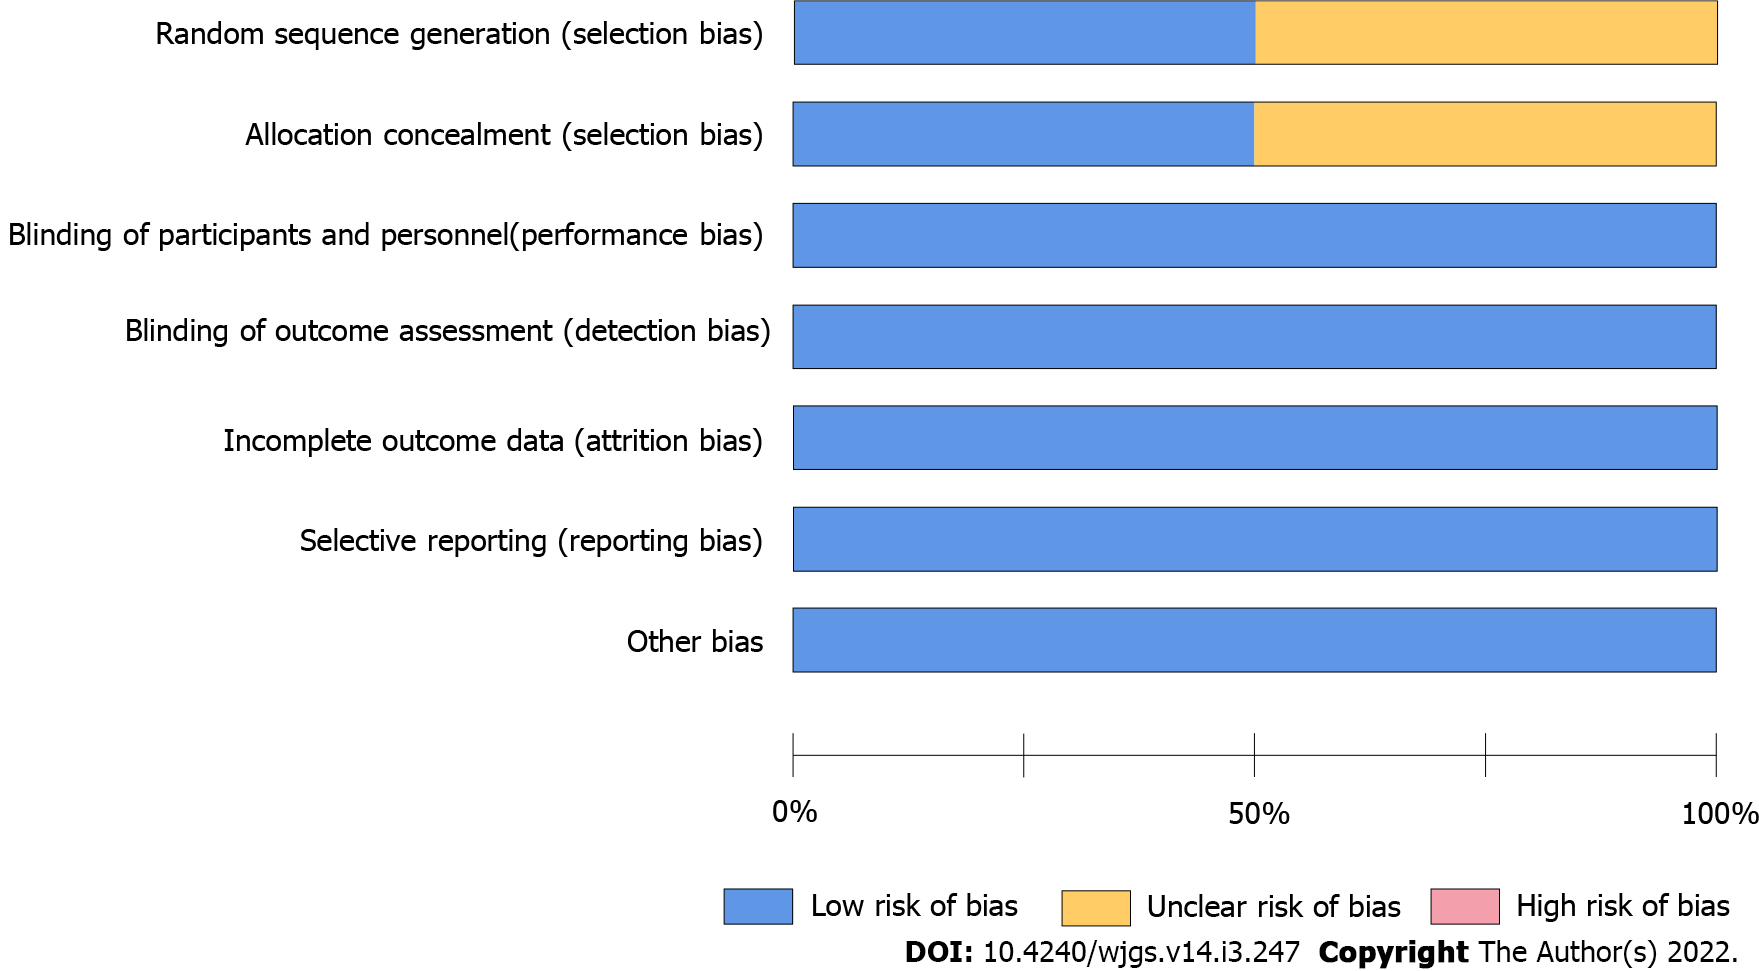 Random sequence generation (selection bias)
Allocation concealment (selection bias)
Blinding of participants and personnel(performance bias)
Blinding of outcome assessment (detection bias)
Incomplete outcome data (attrition bias)
Selective reporting (reporting bias)
Other bias
0% 50% 100%
Low risk of bias Unclear risk of bias High risk of bias
DOI: 10.4240/wjgs.v14.i3.247 Copyright The Author(s) 2022.